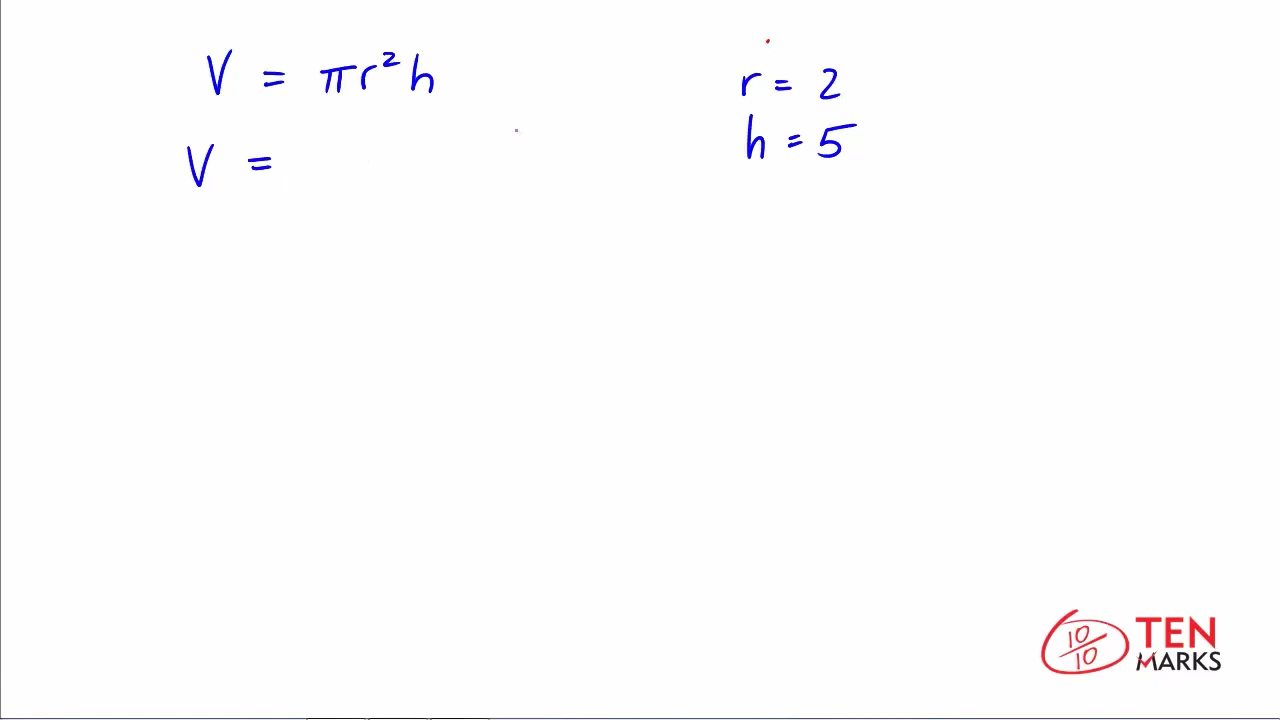 V = πr²h
r = 2
h = 5
V =
10/10 TEN MARKS